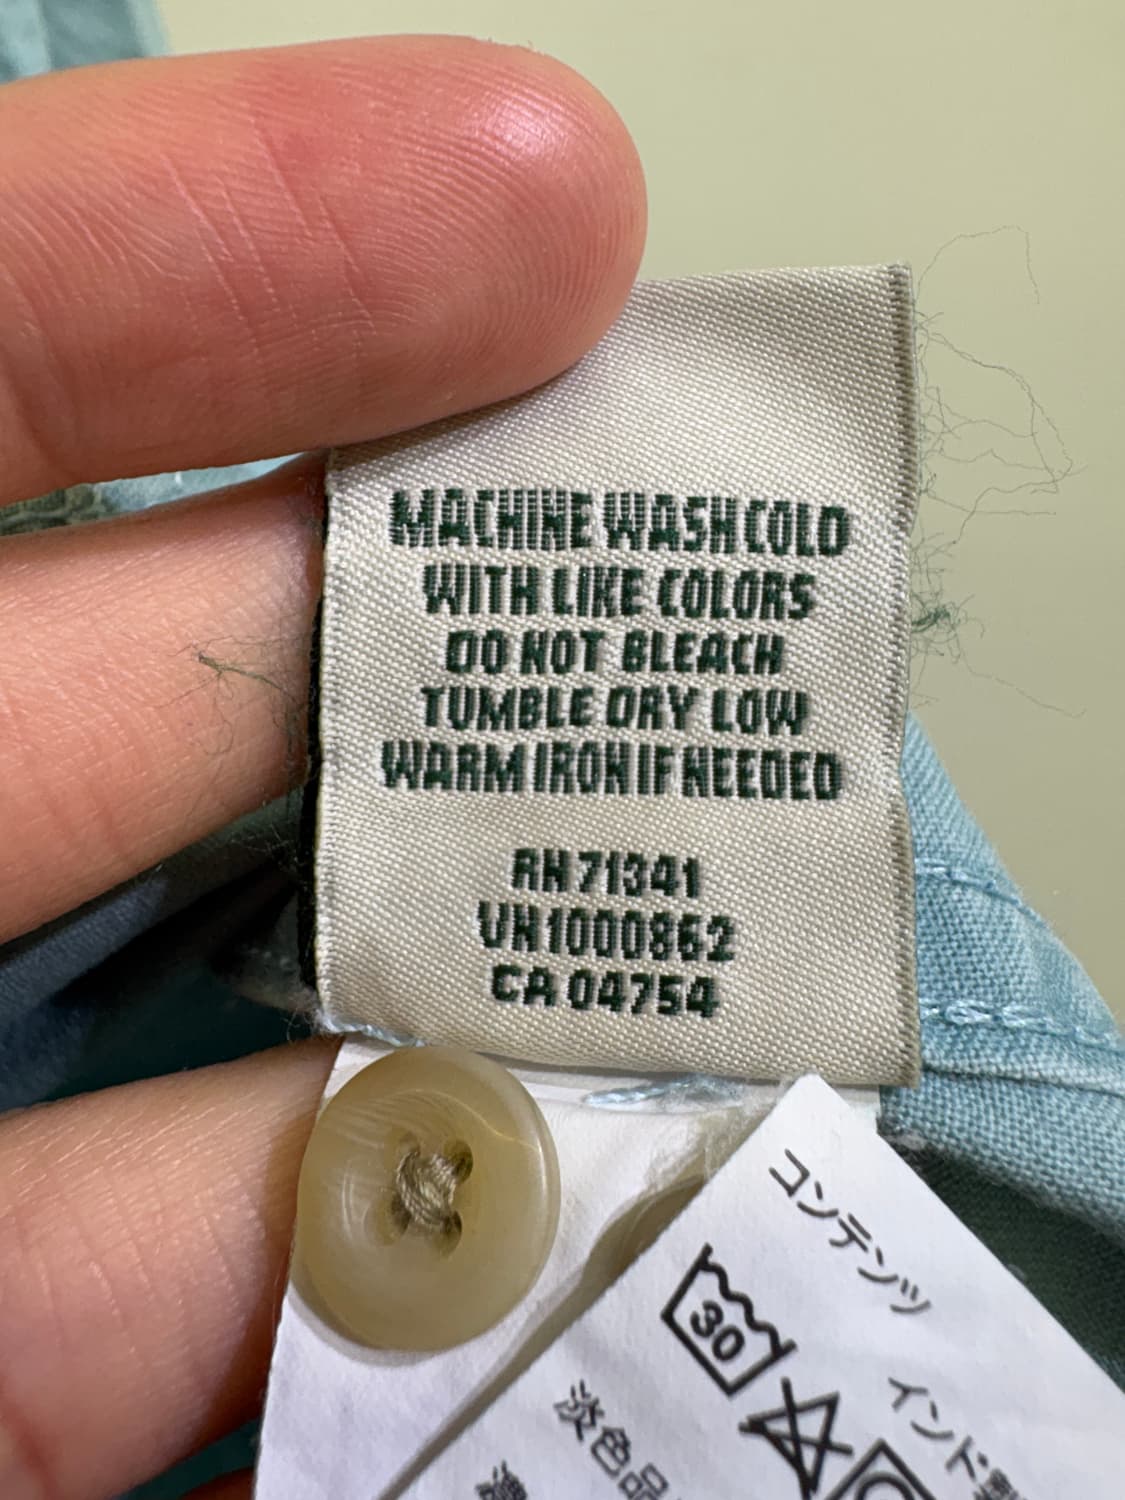 MACHINE WASH COLD
WITH LIKE COLORS
DO NOT BLEACH
TUMBLE DRY LOW
WARM IRON IF NEEDED
RN 71341
VN1000862
CA 04754
コンテンツ
30
インド製
淡色品
濃